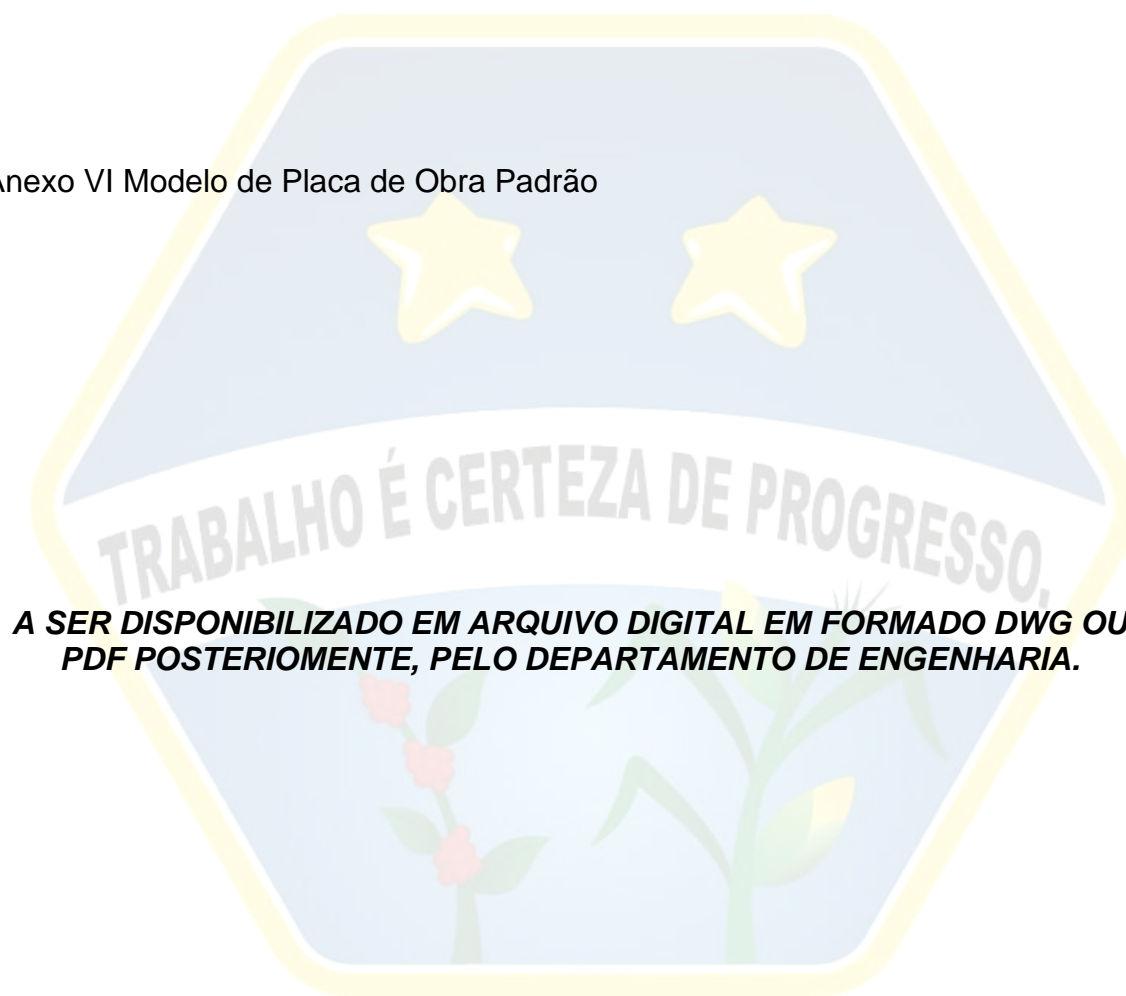 Anexo VI Modelo de Placa de Obra Padrão
TRABALHO É CERTEZA DE PROGRESSO.
A SER DISPONIBILIZADO EM ARQUIVO DIGITAL EM FORMADO DWG OU
PDF POSTERIOMENTE, PELO DEPARTAMENTO DE ENGENHARIA.